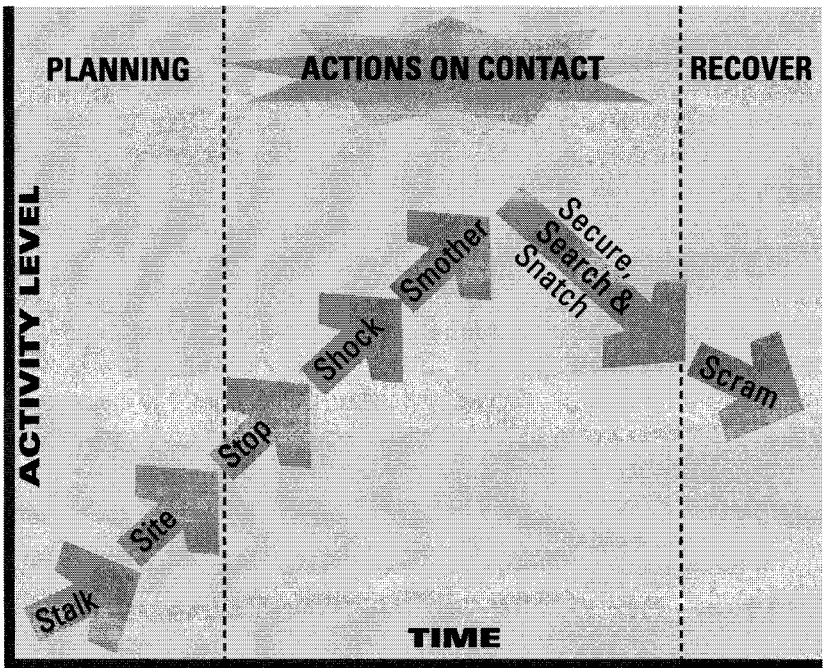 PLANNING
ACTIONS ON CONTACT
RECOVER
ACTIVITY LEVEL
Stalk
Site
Stop
Shock
Smother
Secure,
Search &
Snatch
Scram
TIME